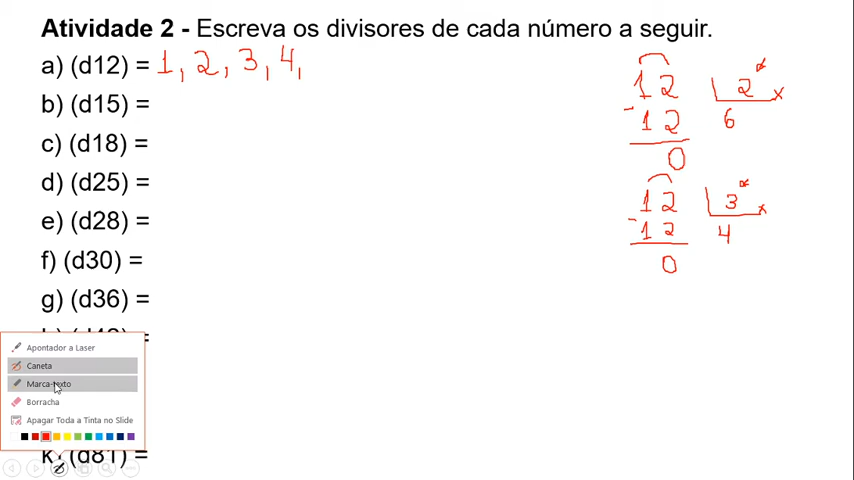 Atividade 2 - Escreva os divisores de cada número a seguir.
a) (d12) = 1, 2, 3, 4,
b) (d15) =
c) (d18) =
d) (d25) =
e) (d28) =
f) (d30) =
g) (d36) =
Apontador a Laser
Caneta
Marca-texto
Borracha
Apagar Toda a Tinta no Slide
k) (d81) =
12 2
- 12 6
0
12 3
- 12 4
0